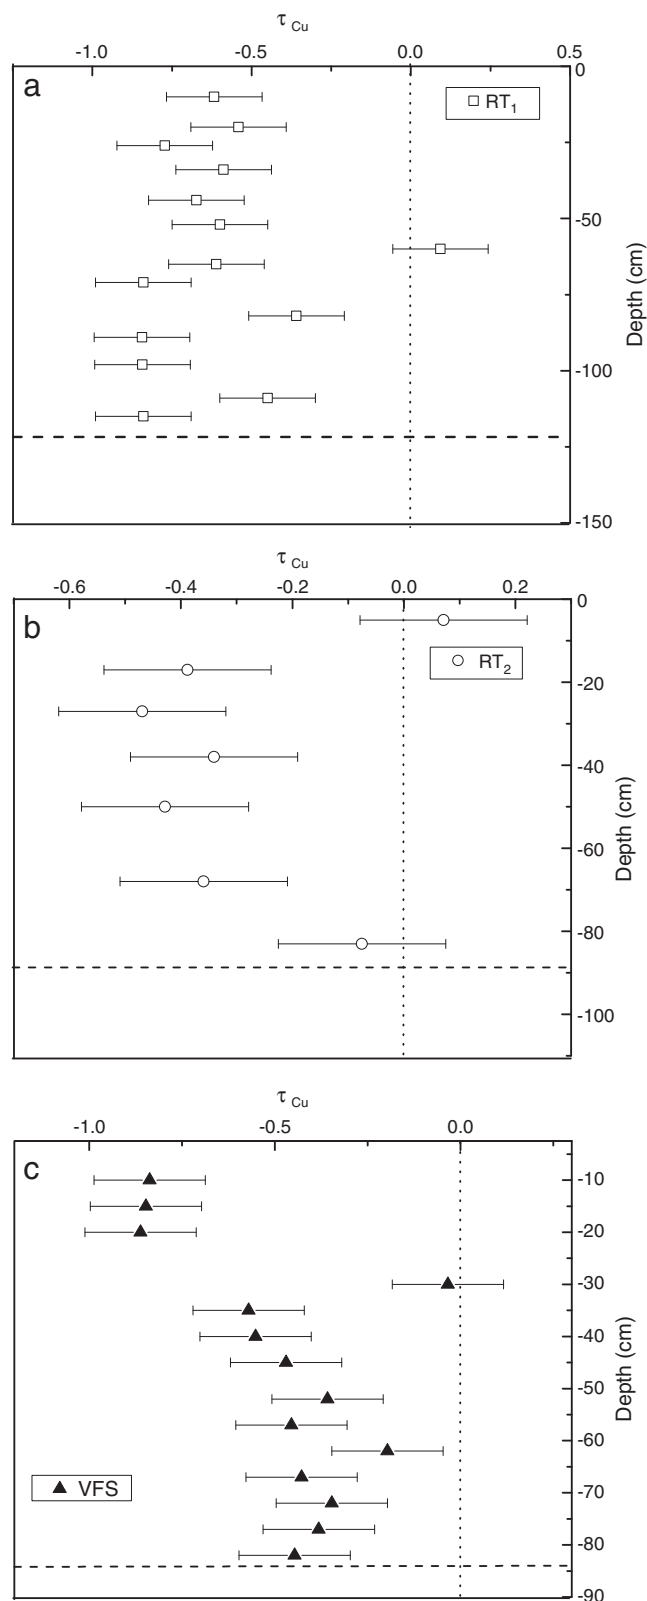 τ Cu
-1.0 -0.5 0.0 0.5
a
RT1
0
-50
-100
-150
Depth (cm)
τ Cu
-0.6 -0.4 -0.2 0.0 0.2
b
RT2
0
-20
-40
-60
-80
-100
Depth (cm)
τ Cu
-1.0 -0.5 0.0
c
VFS
-10
-20
-30
-40
-50
-60
-70
-80
-90
Depth (cm)